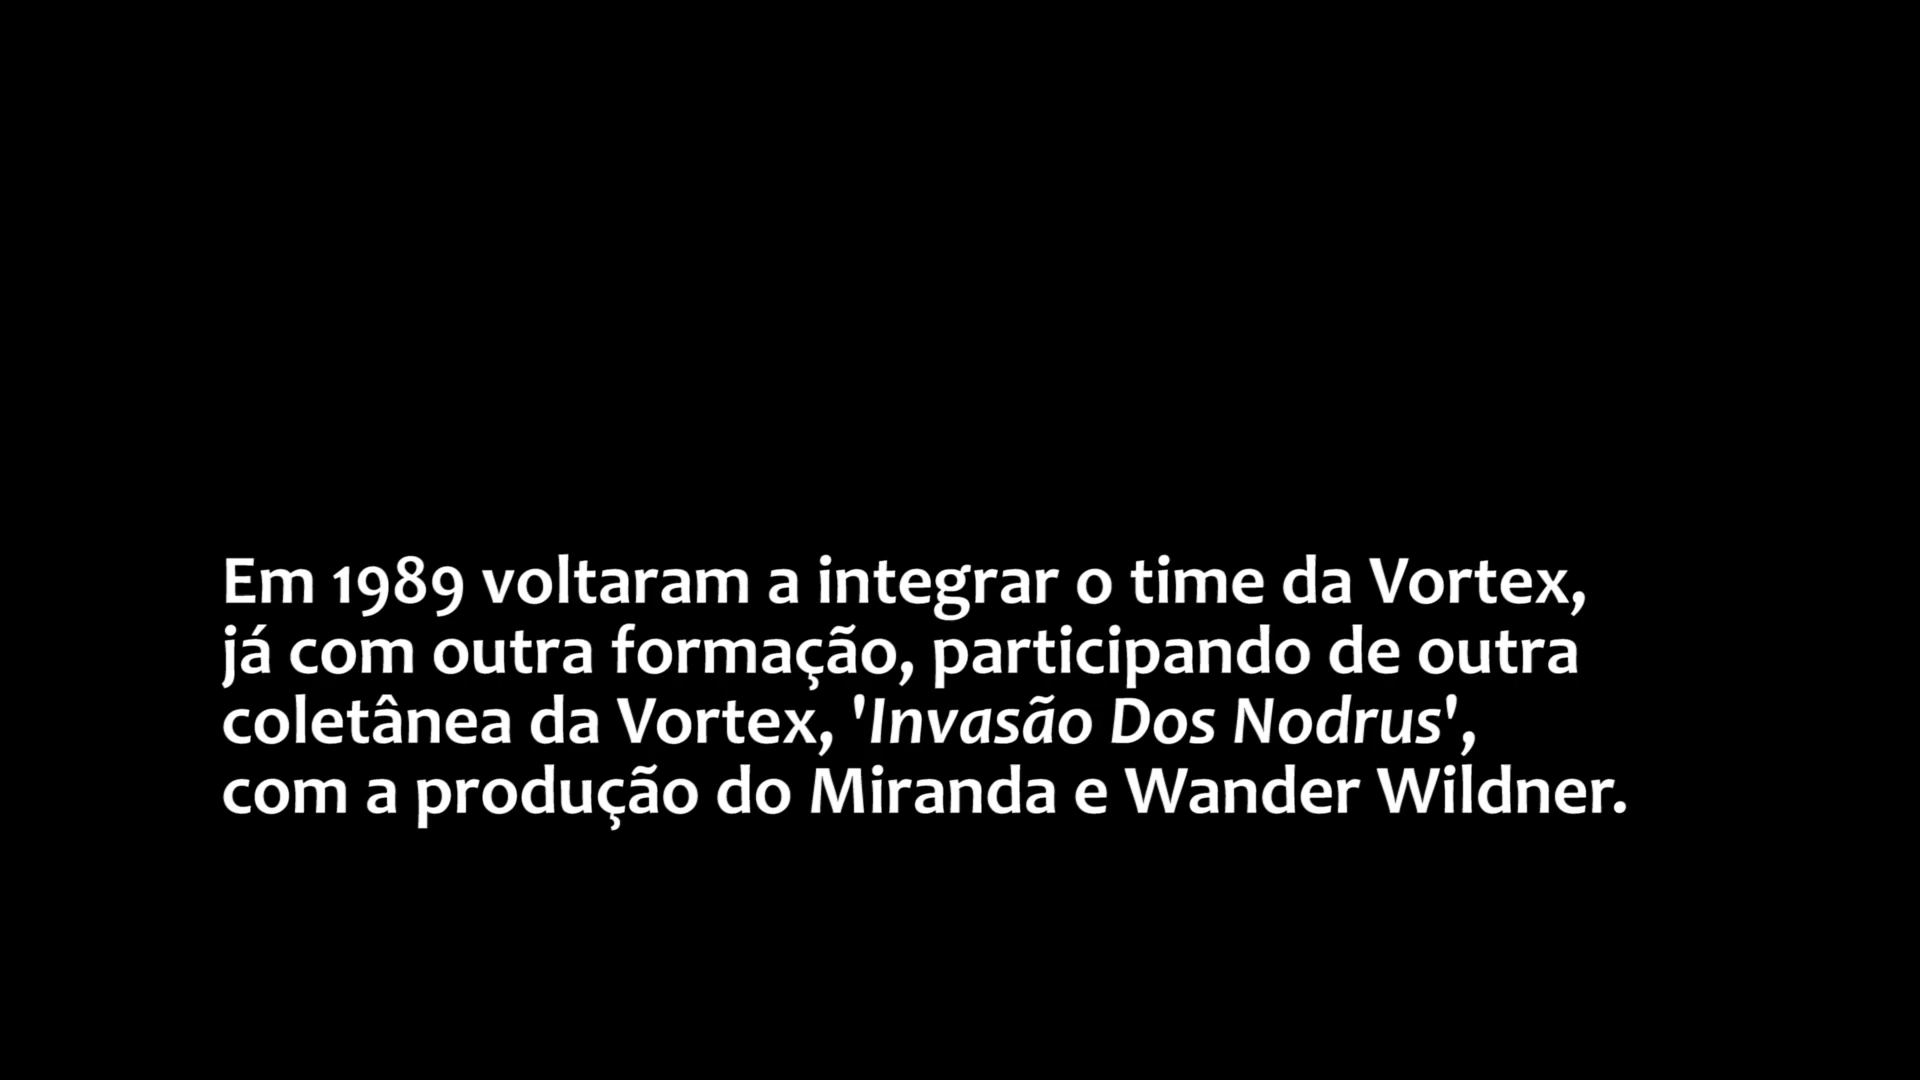 Em 1989 voltaram a integrar o time da Vortex,
já com outra formação, participando de outra
coletânea da Vortex, 'Invasão Dos Nodrus',
com a produção do Miranda e Wander Wildner.